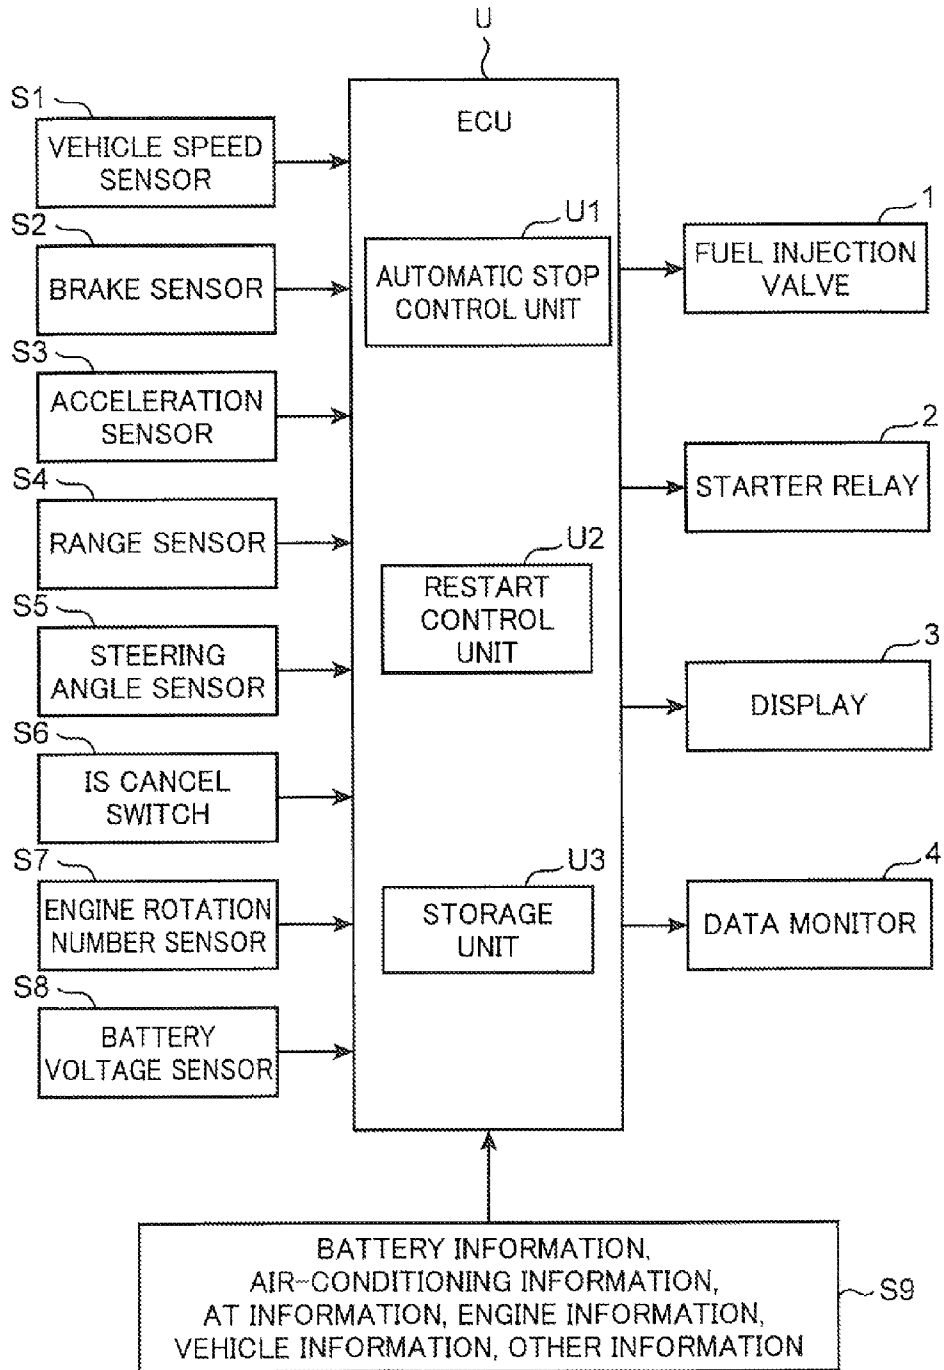 U
ECU
S1
VEHICLE SPEED
SENSOR
S2
BRAKE SENSOR
S3
ACCELERATION
SENSOR
S4
RANGE SENSOR
S5
STEERING
ANGLE SENSOR
S6
IS CANCEL
SWITCH
S7
ENGINE ROTATION
NUMBER SENSOR
S8
BATTERY
VOLTAGE SENSOR
U1
AUTOMATIC STOP
CONTROL UNIT
U2
RESTART
CONTROL
UNIT
U3
STORAGE
UNIT
1
FUEL INJECTION
VALVE
2
STARTER RELAY
3
DISPLAY
4
DATA MONITOR
BATTERY INFORMATION,
AIR-CONDITIONING INFORMATION,
AT INFORMATION, ENGINE INFORMATION,
VEHICLE INFORMATION, OTHER INFORMATION
S9